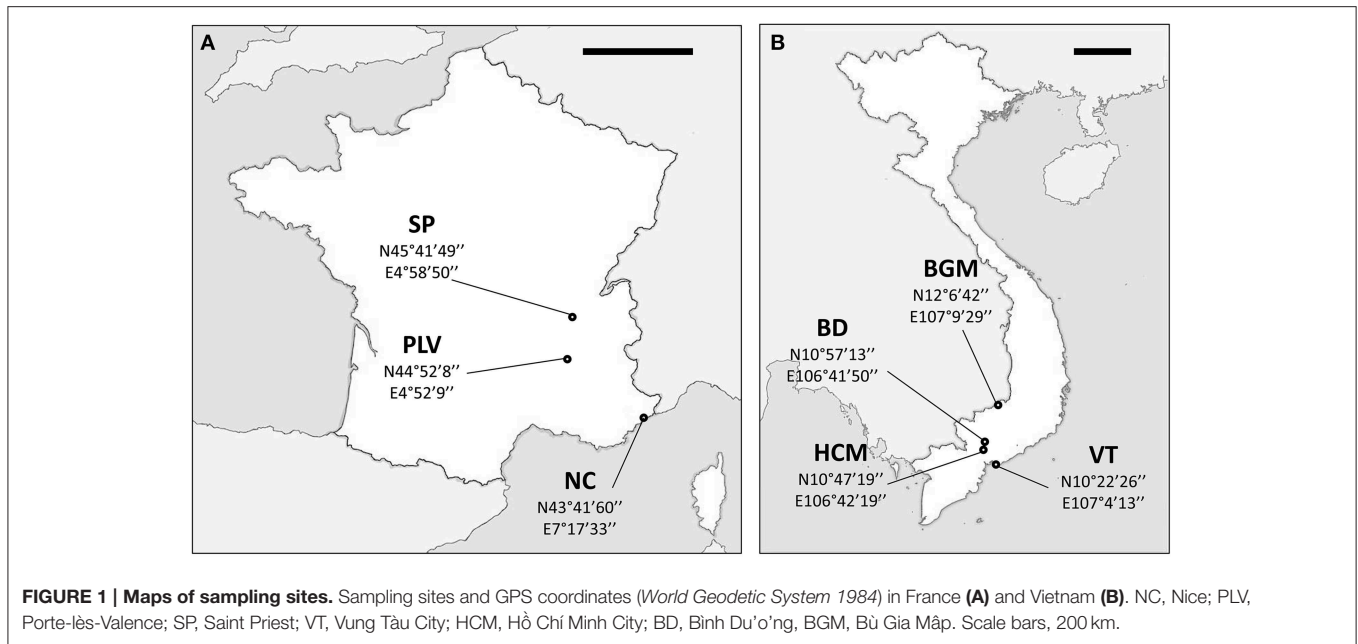 A
SP
N45°41’49’’
E4°58’50’’
PLV
N44°52’8’’
E4°52’9’’
NC
N43°41’60’’
E7°17’33’’
B
BGM
N12°6’42’’
E107°9’29’’
BD
N10°57’13’’
E106°41’50’’
HCM
N10°47’19’’
E106°42’19’’
VT
N10°22’26’’
E107°4’13’’
FIGURE 1 | Maps of sampling sites. Sampling sites and GPS coordinates (World Geodetic System 1984) in France (A) and Vietnam (B). NC, Nice; PLV,
Porte-lès-Valence; SP, Saint Priest; VT, Vung Tàu City; HCM, Hồ Chí Minh City; BD, Bình Du’o’ng, BGM, Bù Gia Mâp. Scale bars, 200 km.